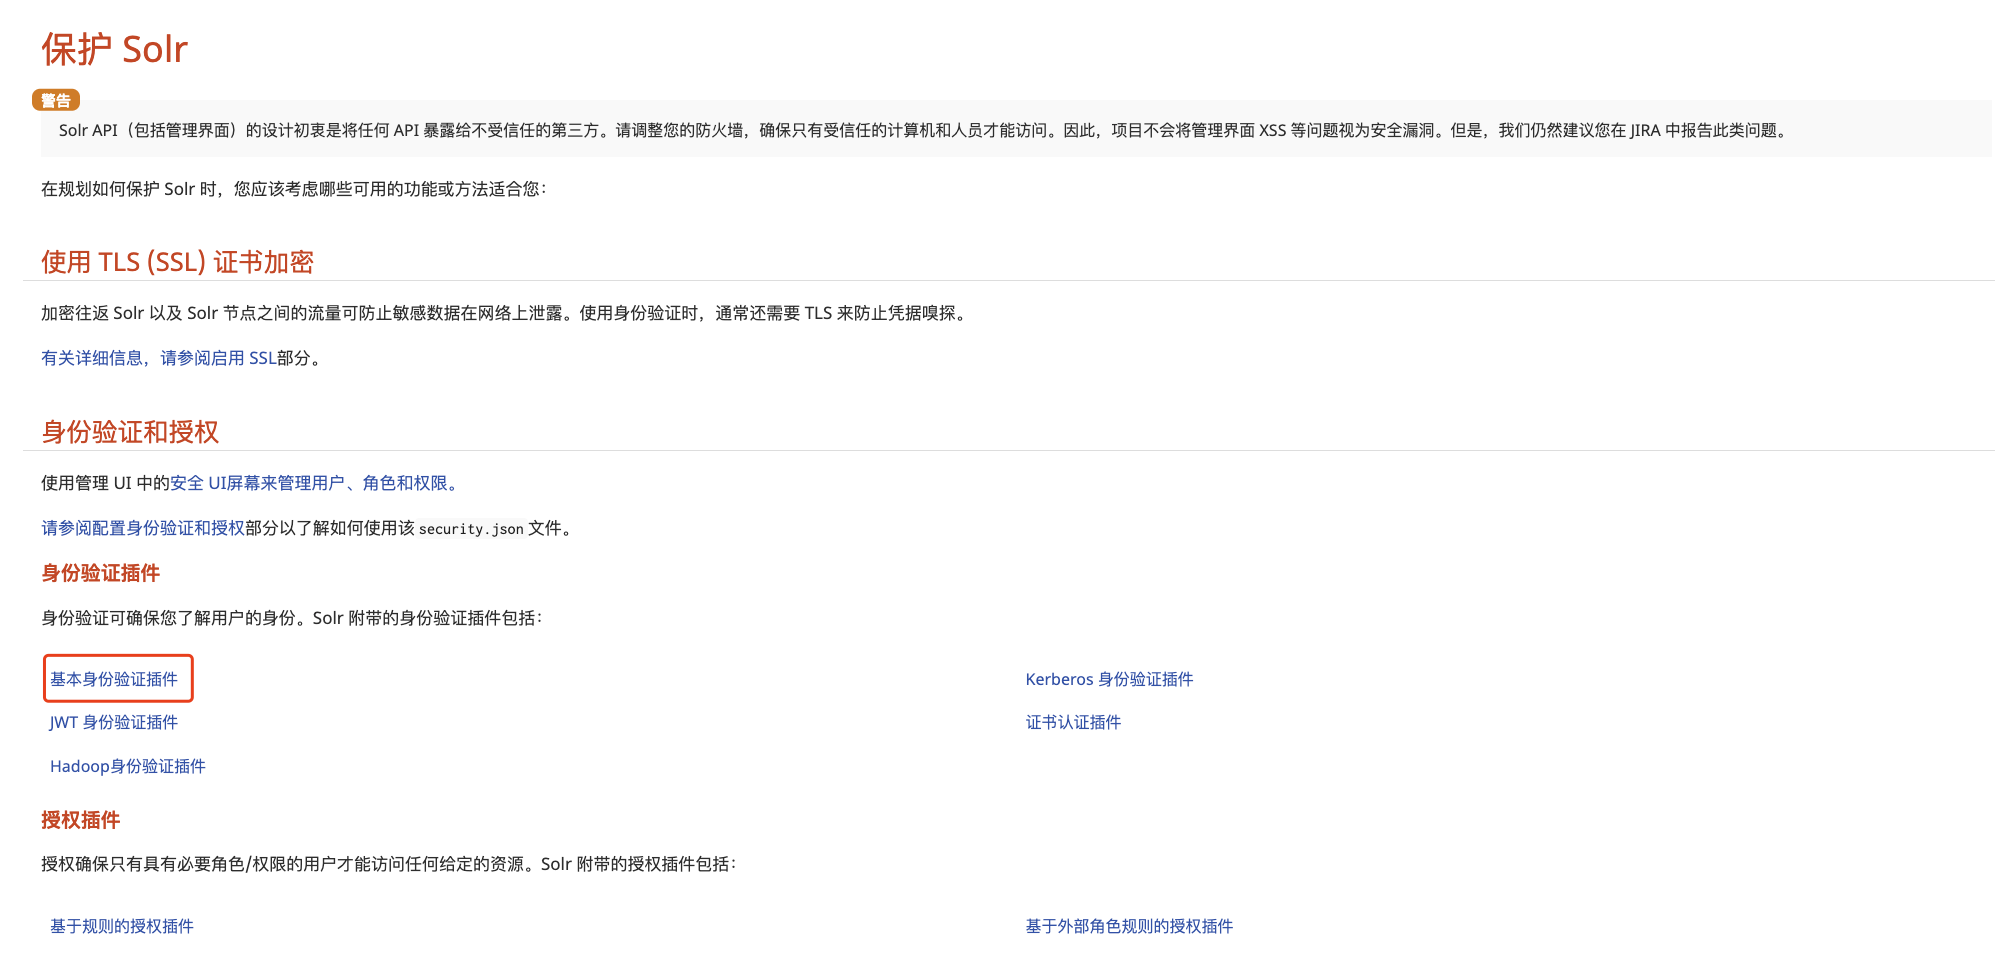 保护 Solr
警告
Solr API（包括管理界面）的设计初衷是将任何 API 暴露给不受信任的第三方。请调整您的防火墙，确保只有受信任的计算机和人员才能访问。因此，项目不会将管理界面 XSS 等问题视为安全漏洞。但是，我们仍然建议您在 JIRA 中报告此类问题。
在规划如何保护 Solr 时，您应该考虑哪些可用的功能或方法适合您：
使用 TLS (SSL) 证书加密
加密往返 Solr 以及 Solr 节点之间的流量可防止敏感数据在网络上泄露。使用身份验证时，通常还需要 TLS 来防止凭据嗅探。
有关详细信息，请参阅启用 SSL部分。
身份验证和授权
使用管理 UI 中的安全 UI屏幕来管理用户、角色和权限。
请参阅配置身份验证和授权部分以了解如何使用该 security.json 文件。
身份验证插件
身份验证可确保您了解用户的身份。Solr 附带的身份验证插件包括：
基本身份验证插件 Kerberos 身份验证插件
JWT 身份验证插件 证书认证插件
Hadoop身份验证插件
授权插件
授权确保只有具有必要角色/权限的用户才能访问任何给定的资源。Solr 附带的授权插件包括：
基于规则的授权插件 基于外部角色规则的授权插件